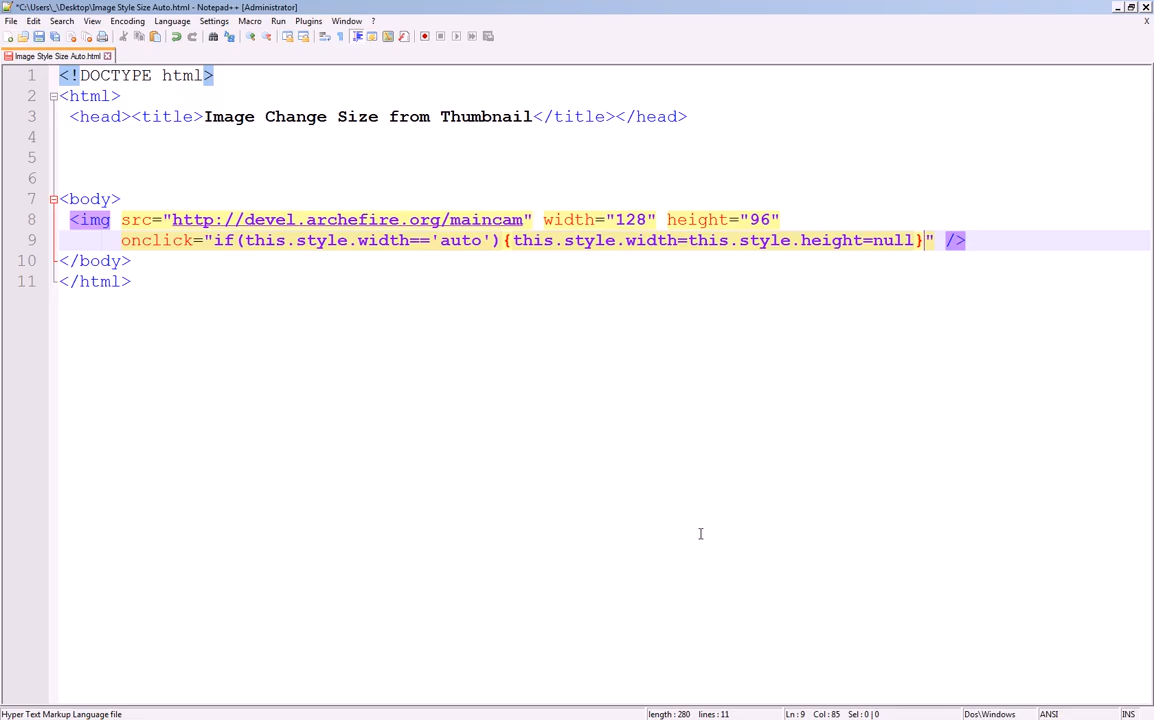 *C:\Users\_\Desktop\Image Style Size Auto.html - Notepad++ [Administrator]
File Edit Search View Encoding Language Settings Macro Run Plugins Window ? X
Image Style Size Auto.html
1 <!DOCTYPE html>
2 <html>
3 <head><title>Image Change Size from Thumbnail</title></head>
4
5
6
7 <body>
8 <img src="http://devel.archefire.org/maincam" width="128" height="96"
9 onclick="if(this.style.width=='auto'){this.style.width=this.style.height=null}" />
10 </body>
11 </html>
Hyper Text Markup Language file length : 280 lines : 11 Ln : 9 Col : 85 Sel : 0 | 0 Dos\Windows ANSI INS